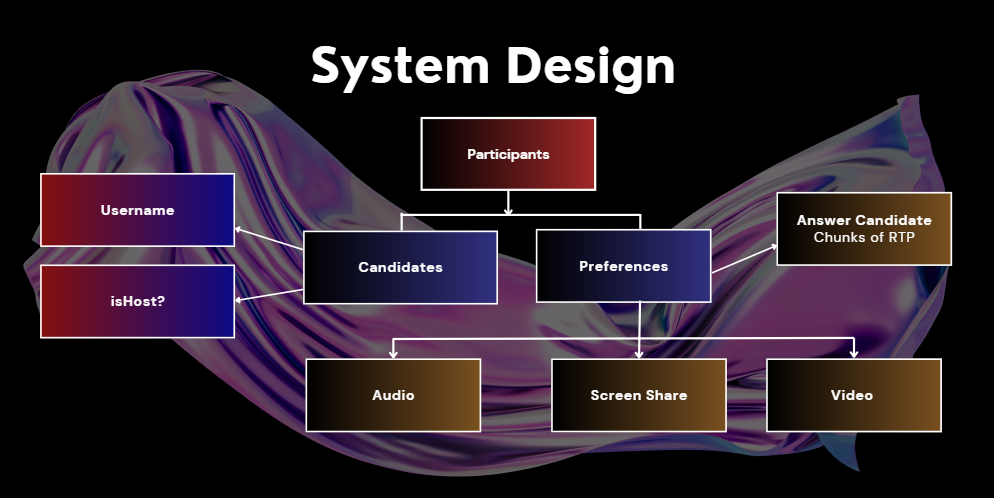 System Design
Participants
Username
Answer Candidate
Chunks of RTP
Candidates
Preferences
isHost?
Audio
Screen Share
Video